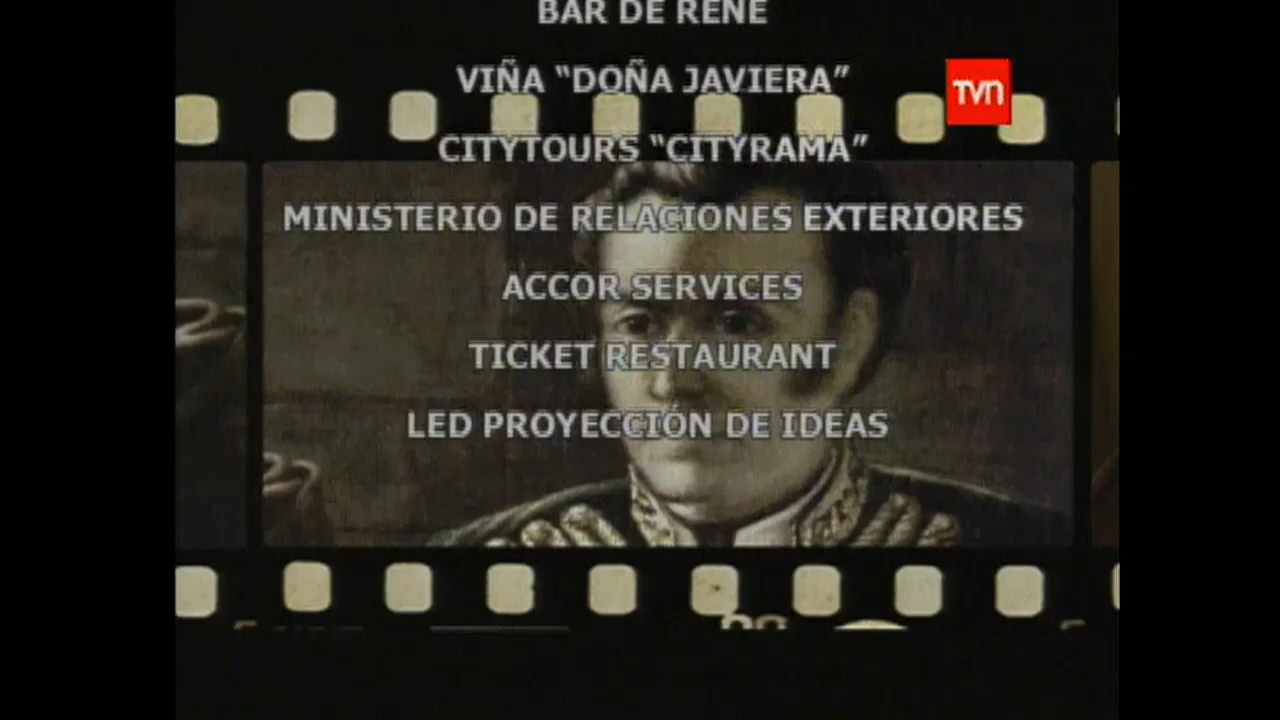 BAR DE RENE
VIÑA “DOÑA JAVIERA”
TVN
CITYTOURS “CITYRAMA”
MINISTERIO DE RELACIONES EXTERIORES
ACCOR SERVICES
TICKET RESTAURANT
LED PROYECCIÓN DE IDEAS